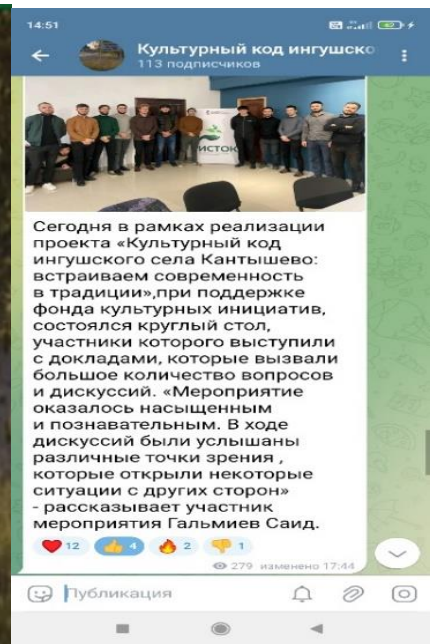 14:51
Культурный код ингушско
113 подписчиков
ИСТОК
Сегодня в рамках реализации
проекта «Культурный код
ингушского села Кантышево:
встраиваем современность
в традиции»,при поддержке
фонда культурных инициатив,
состоялся круглый стол,
участники которого выступили
с докладами, которые вызвали
большое количество вопросов
и дискуссий. «Мероприятие
оказалось насыщенным
и познавательным. В ходе
дискуссий были услышаны
различные точки зрения ,
которые открыли некоторые
ситуации с других сторон»
- рассказывает участник
мероприятия Гальмиев Саид.
12 4 2 1
279 изменено 17:44
Публикация